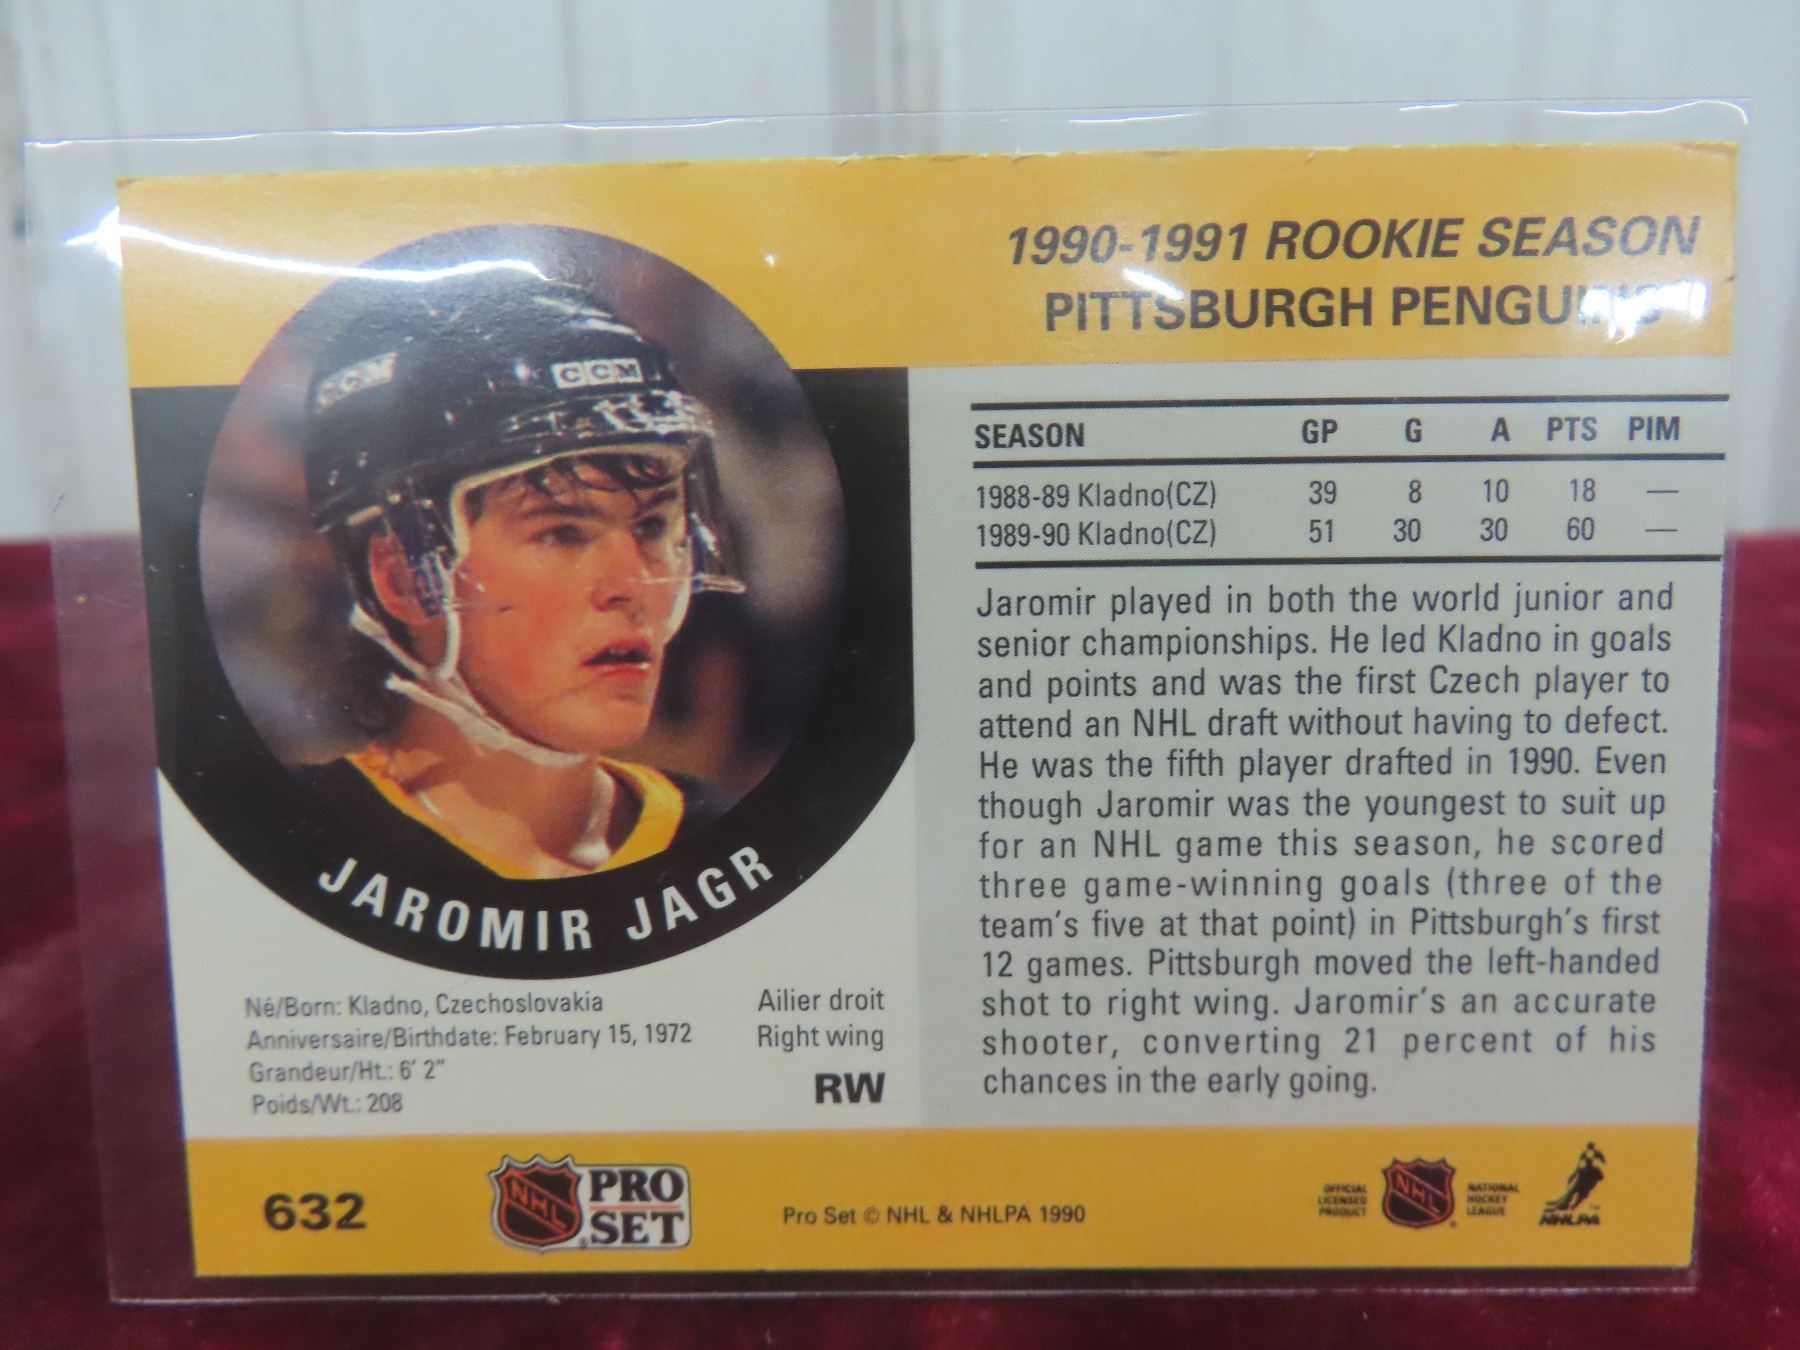 1990-1991 ROOKIE SEASON
PITTSBURGH PENGUINS
CCM
CCM
JAROMIR JAGR
SEASON GP G A PTS PIM
1988-89 Kladno(CZ) 39 8 10 18 —
1989-90 Kladno(CZ) 51 30 30 60 —
Jaromir played in both the world junior and
senior championships. He led Kladno in goals
and points and was the first Czech player to
attend an NHL draft without having to defect.
He was the fifth player drafted in 1990. Even
though Jaromir was the youngest to suit up
for an NHL game this season, he scored
three game-winning goals (three of the
team's five at that point) in Pittsburgh's first
12 games. Pittsburgh moved the left-handed
shot to right wing. Jaromir's an accurate
shooter, converting 21 percent of his
chances in the early going.
Né/Born: Kladno, Czechoslovakia
Anniversaire/Birthdate: February 15, 1972
Grandeur/Ht.: 6' 2"
Poids/Wt.: 208
Ailier droit
Right wing
RW
632
NHL
PRO
SET
Pro Set © NHL & NHLPA 1990
OFFICIAL
LICENSED
PRODUCT
NHL
NATIONAL
HOCKEY
LEAGUE
NHLPA